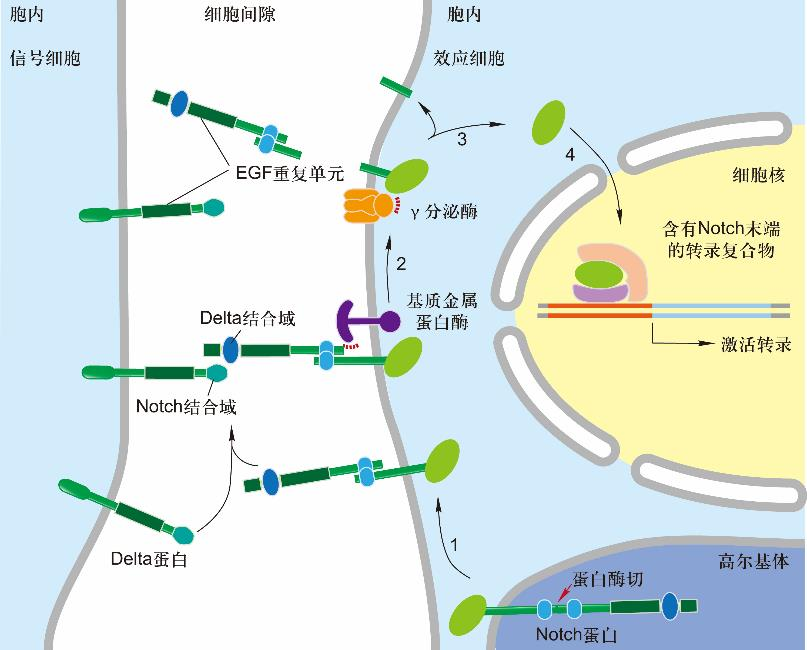 胞内
细胞间隙
胞内
信号细胞
效应细胞
3
4
EGF重复单元
细胞核
γ 分泌酶
含有Notch末端
的转录复合物
2
基质金属
蛋白酶
Delta结合域
激活转录
Notch结合域
1
Delta蛋白
高尔基体
蛋白酶切
Notch蛋白